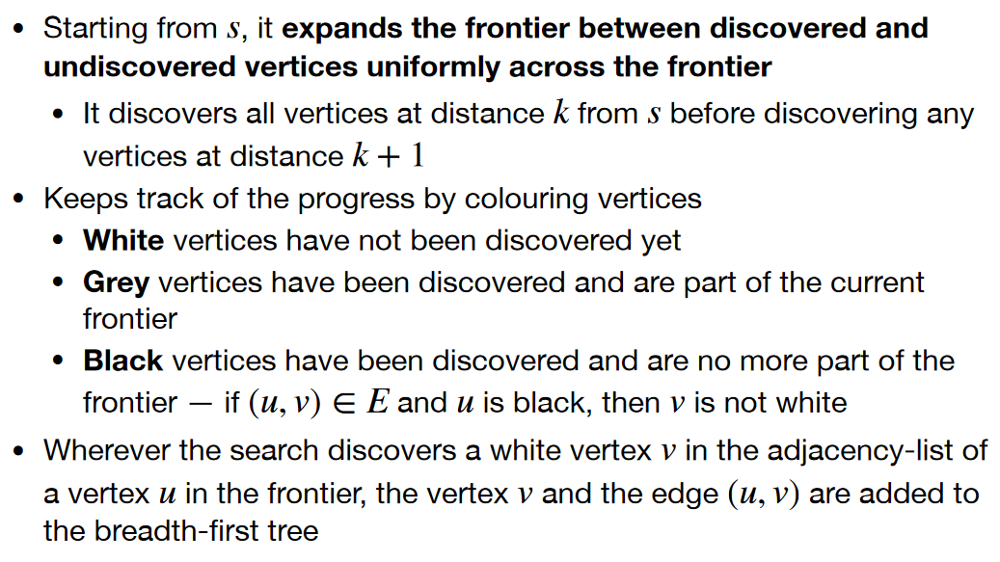 • Starting from s, it expands the frontier between discovered and
undiscovered vertices uniformly across the frontier
• It discovers all vertices at distance k from s before discovering any
vertices at distance k + 1
• Keeps track of the progress by colouring vertices
• White vertices have not been discovered yet
• Grey vertices have been discovered and are part of the current
frontier
• Black vertices have been discovered and are no more part of the
frontier — if (u, v) ∈ E and u is black, then v is not white
• Wherever the search discovers a white vertex v in the adjacency-list of
a vertex u in the frontier, the vertex v and the edge (u, v) are added to
the breadth-first tree